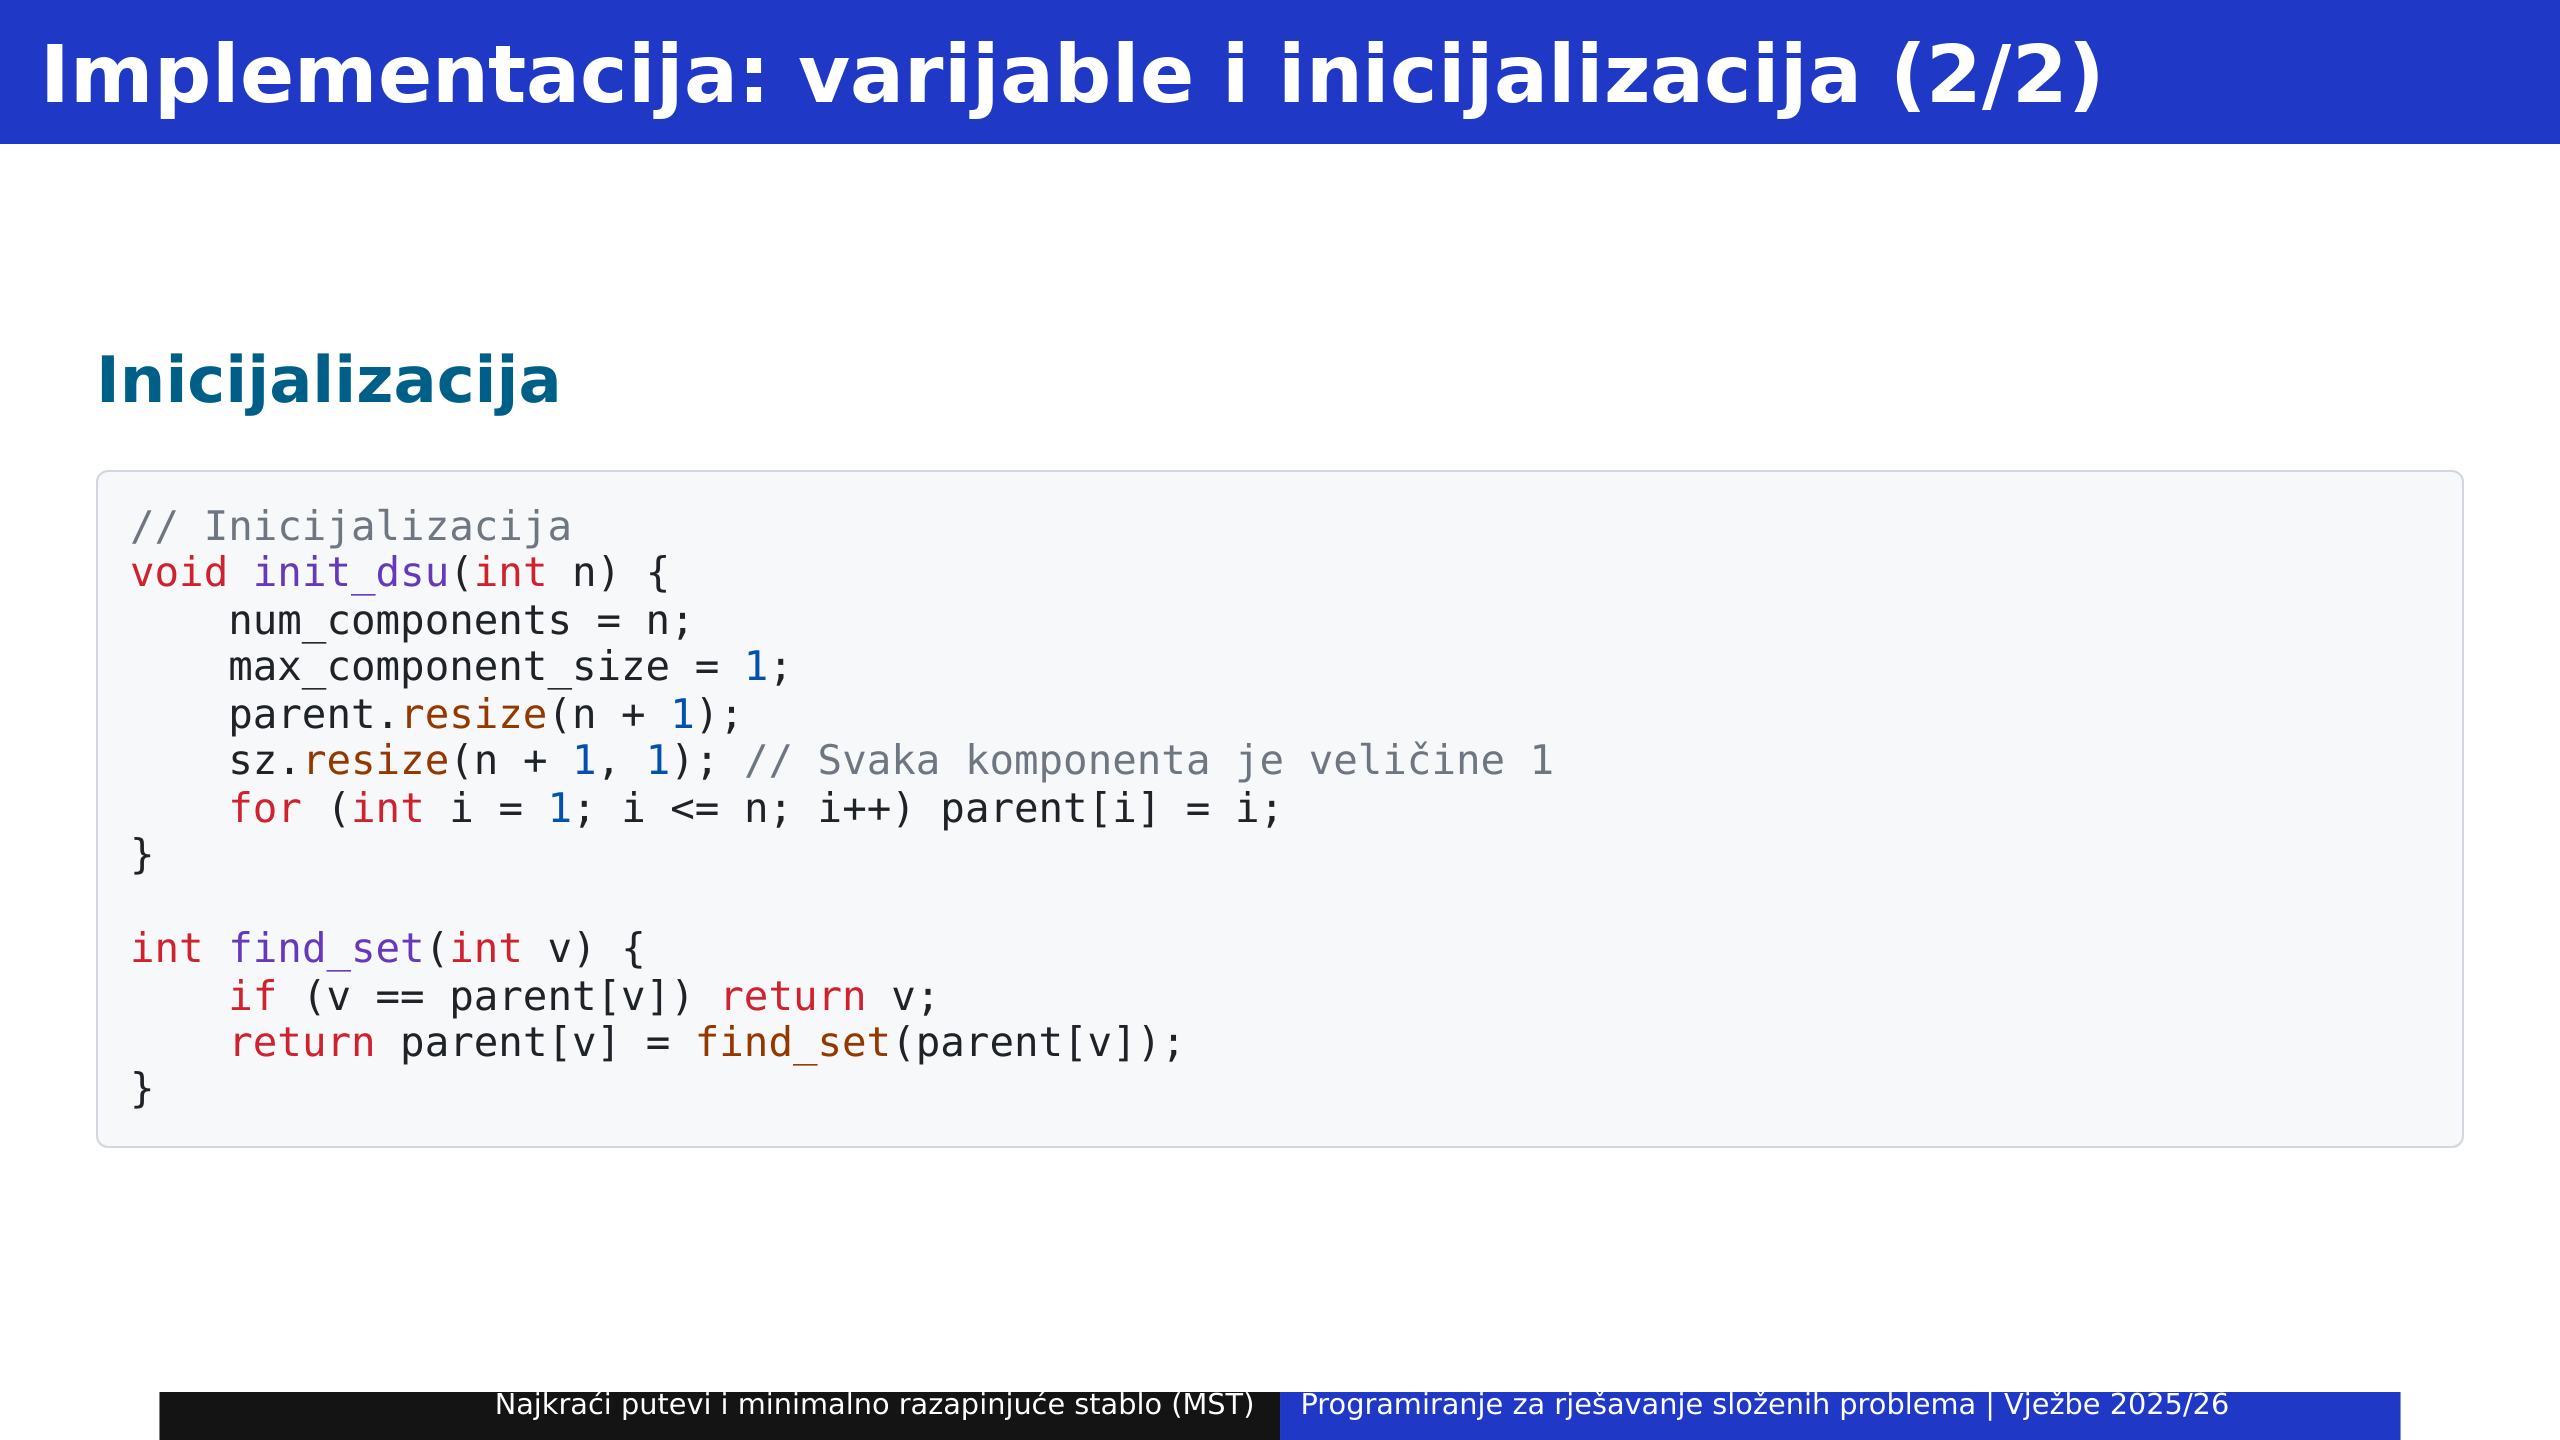 Implementacija: varijable i inicijalizacija (2/2)
Inicijalizacija
// Inicijalizacija
void init_dsu(int n) {
    num_components = n;
    max_component_size = 1;
    parent.resize(n + 1);
    sz.resize(n + 1, 1); // Svaka komponenta je veličine 1
    for (int i = 1; i <= n; i++) parent[i] = i;
}

int find_set(int v) {
    if (v == parent[v]) return v;
    return parent[v] = find_set(parent[v]);
}
Najkraći putevi i minimalno razapinjuće stablo (MST)
Programiranje za rješavanje složenih problema | Vježbe 2025/26